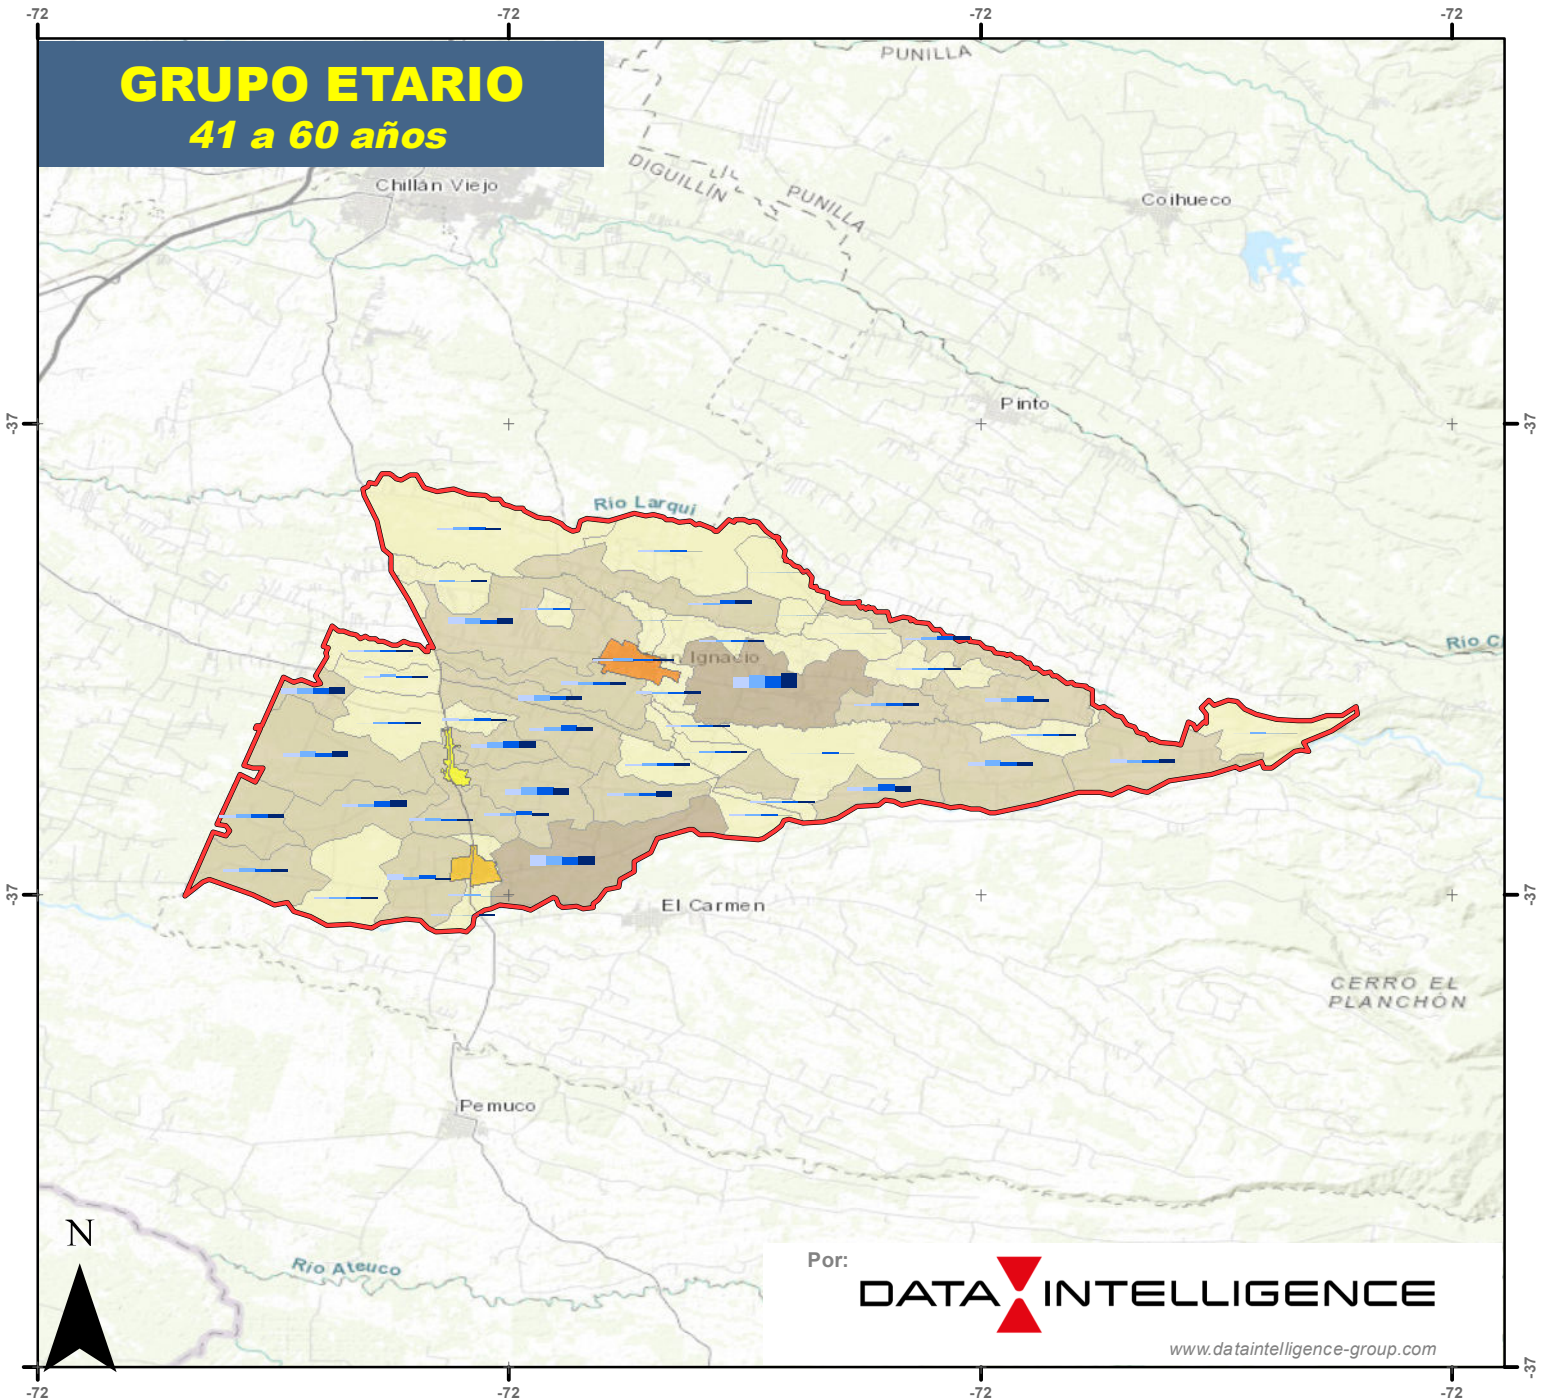 -72 -72 -72 -72
GRUPO ETARIO
41 a 60 años
PUNILLA
Chillán Viejo
DIGUILLÍN
PUNILLA
Coihueco
Pinto
-37 -37
Río Larqui
Río C
Ignacio
-37 -37
El Carmen
CERRO EL
PLANCHÓN
Pemuco
N
Río Ateuco
Por:
DATA INTELLIGENCE
www.dataintelligence-group.com
-37
-72 -72 -72 -72